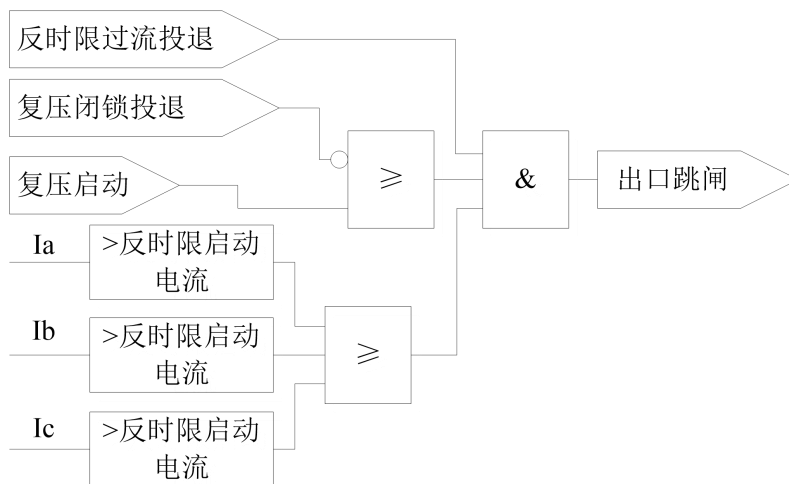 反时限过流投退
复压闭锁投退
≥
复压启动
&
出口跳闸
Ia
>反时限启动
电流
Ib
>反时限启动
电流
≥
Ic
>反时限启动
电流